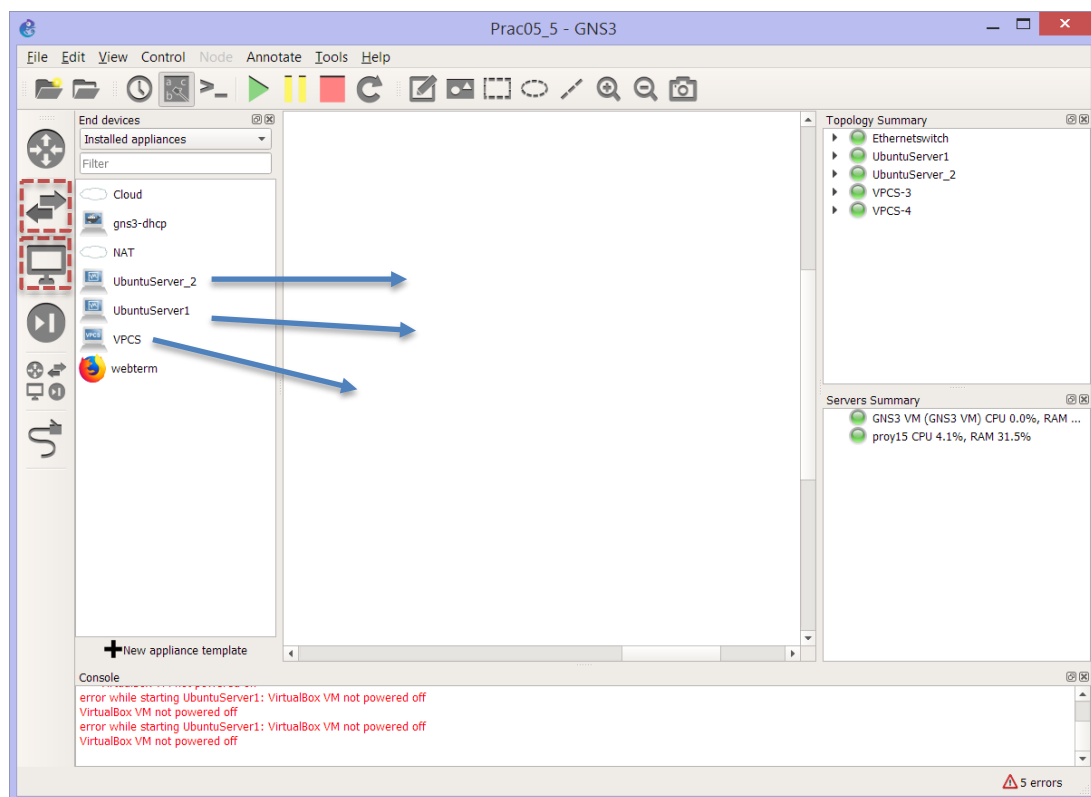 Prac05_5 - GNS3
File Edit View Control Node Annotate Tools Help
End devices
Installed appliances
Filter
Cloud
gns3-dhcp
NAT
UbuntuServer_2
UbuntuServer1
VPCS
webterm
New appliance template
Topology Summary
Ethernetswitch
UbuntuServer1
UbuntuServer_2
VPCS-3
VPCS-4
Servers Summary
GNS3 VM (GNS3 VM) CPU 0.0%, RAM ...
proy15 CPU 4.1%, RAM 31.5%
Console
error while starting UbuntuServer1: VirtualBox VM not powered off
VirtualBox VM not powered off
error while starting UbuntuServer1: VirtualBox VM not powered off
VirtualBox VM not powered off
5 errors